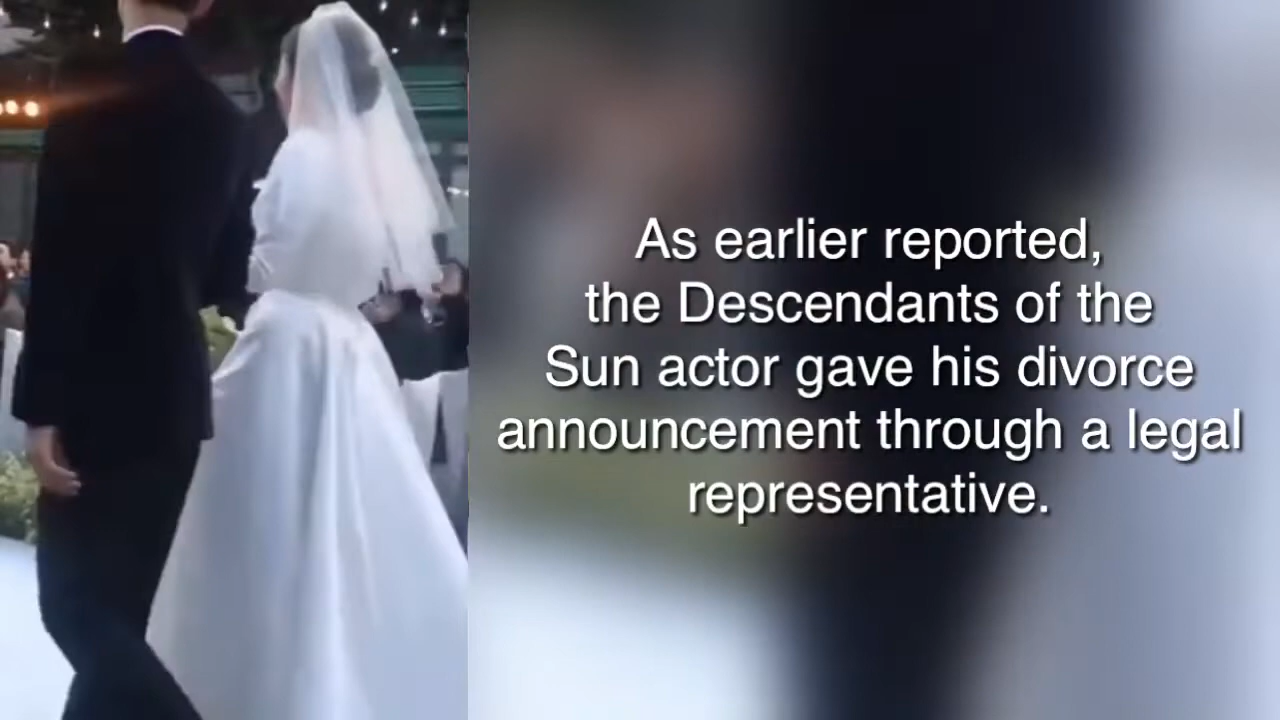 As earlier reported,
the Descendants of the
Sun actor gave his divorce
announcement through a legal
representative.